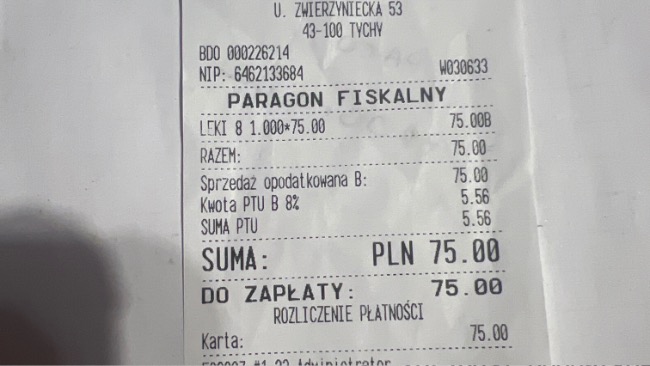 U. ZWIERZYNIECKA 53
43-100 TYCHY
BDO 000226214
NIP: 6462133684 W030633
PARAGON FISKALNY
LEKI 8 1.000*75.00 75.00B
RAZEM: 75.00
Sprzedaż opodatkowana B: 75.00
Kwota PTU B 8% 5.56
SUMA PTU 5.56
SUMA: PLN 75.00
DO ZAPŁATY: 75.00
ROZLICZENIE PŁATNOŚCI
Karta: 75.00